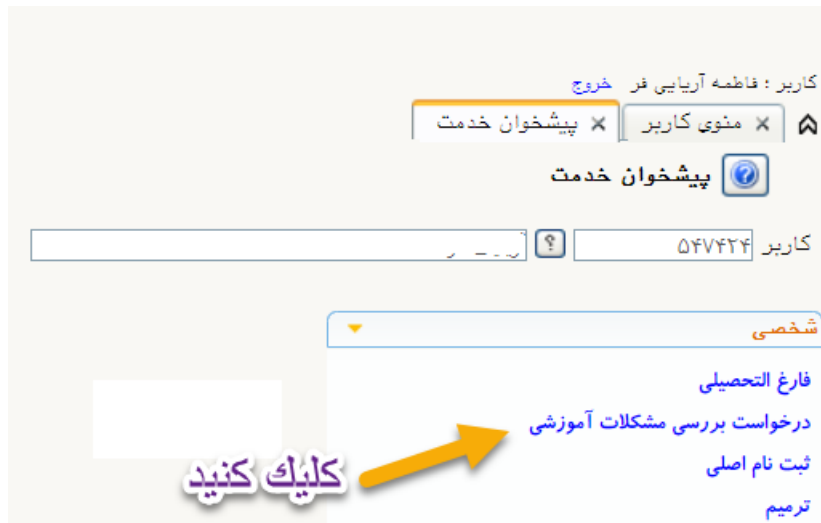 کاربر : فاطمه آریایی فر خروج
منوی کاربر پیشخوان خدمت
پیشخوان خدمت
کاربر ۵۴۷۴۲۴ ؟
شخصی
فارغ التحصیلی
درخواست بررسی مشکلات آموزشی
کلیک کنید
ثبت نام اصلی
ترمیم